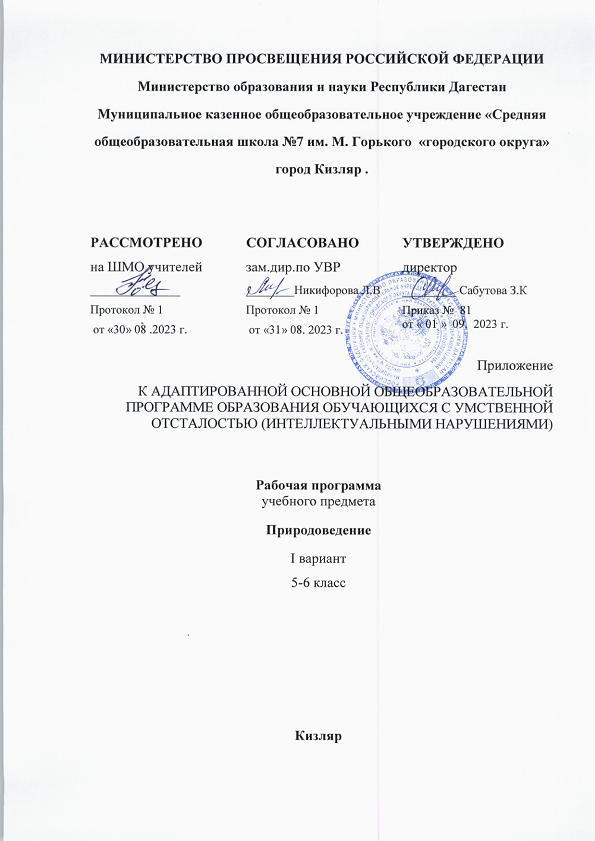 МИНИСТЕРСТВО ПРОСВЕЩЕНИЯ РОССИЙСКОЙ ФЕДЕРАЦИИ
Министерство образования и науки Республики Дагестан
Муниципальное казенное общеобразовательное учреждение «Средняя
общеобразовательная школа №7 им. М. Горького «городского округа»
город Кизляр .
РАССМОТРЕНО СОГЛАСОВАНО УТВЕРЖДЕНО
на ШМО учителей зам.дир.по УВР директор
Никифорова Л.В Сабутова З.К
Протокол № 1 Протокол № 1 Приказ № 81
от «30» 08 .2023 г. от «31» 08. 2023 г. от « 01 » 09. 2023 г.
Приложение
К АДАПТИРОВАННОЙ ОСНОВНОЙ ОБЩЕОБРАЗОВАТЕЛЬНОЙ
ПРОГРАММЕ ОБРАЗОВАНИЯ ОБУЧАЮЩИХСЯ С УМСТВЕННОЙ
ОТСТАЛОСТЬЮ (ИНТЕЛЛЕКТУАЛЬНЫМИ НАРУШЕНИЯМИ)
Рабочая программа
учебного предмета
Природоведение
I вариант
5-6 класс
Кизляр